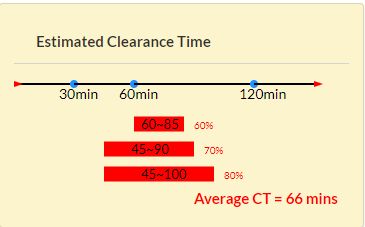 Estimated Clearance Time
30min 60min 120min
60~85 60%
45~90 70%
45~100 80%
Average CT = 66 mins